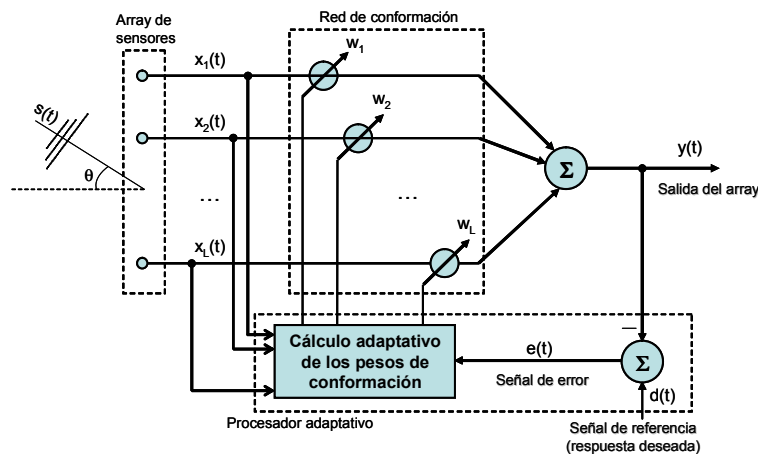 Array de
sensores
Red de conformación
x1(t)
w1
s(t)
x2(t)
w2
θ
...
...
Σ
y(t)
Salida del array
xL(t)
wL
Cálculo adaptativo
de los pesos de
conformación
e(t)
Señal de error
—
Σ
d(t)
Procesador adaptativo
Señal de referencia
(respuesta deseada)